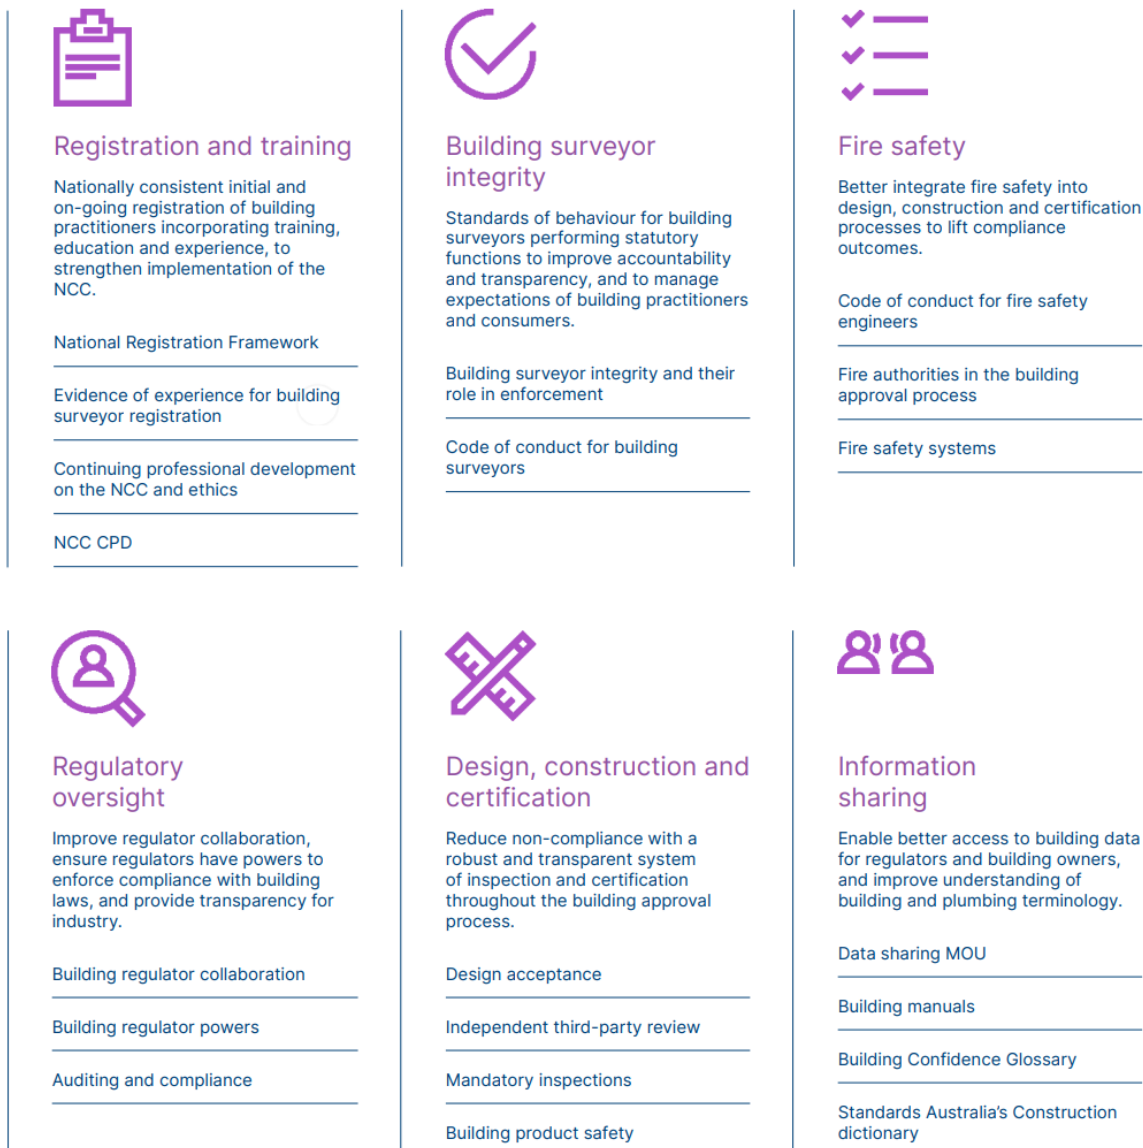 Registration and training
Nationally consistent initial and
on-going registration of building
practitioners incorporating training,
education and experience, to
strengthen implementation of the
NCC.
National Registration Framework
Evidence of experience for building
surveyor registration
Continuing professional development
on the NCC and ethics
NCC CPD
Building surveyor
integrity
Standards of behaviour for building
surveyors performing statutory
functions to improve accountability
and transparency, and to manage
expectations of building practitioners
and consumers.
Building surveyor integrity and their
role in enforcement
Code of conduct for building
surveyors
Fire safety
Better integrate fire safety into
design, construction and certification
processes to lift compliance
outcomes.
Code of conduct for fire safety
engineers
Fire authorities in the building
approval process
Fire safety systems
Regulatory
oversight
Improve regulator collaboration,
ensure regulators have powers to
enforce compliance with building
laws, and provide transparency for
industry.
Building regulator collaboration
Building regulator powers
Auditing and compliance
Design, construction and
certification
Reduce non-compliance with a
robust and transparent system
of inspection and certification
throughout the building approval
process.
Design acceptance
Independent third-party review
Mandatory inspections
Building product safety
Information
sharing
Enable better access to building data
for regulators and building owners,
and improve understanding of
building and plumbing terminology.
Data sharing MOU
Building manuals
Building Confidence Glossary
Standards Australia’s Construction
dictionary